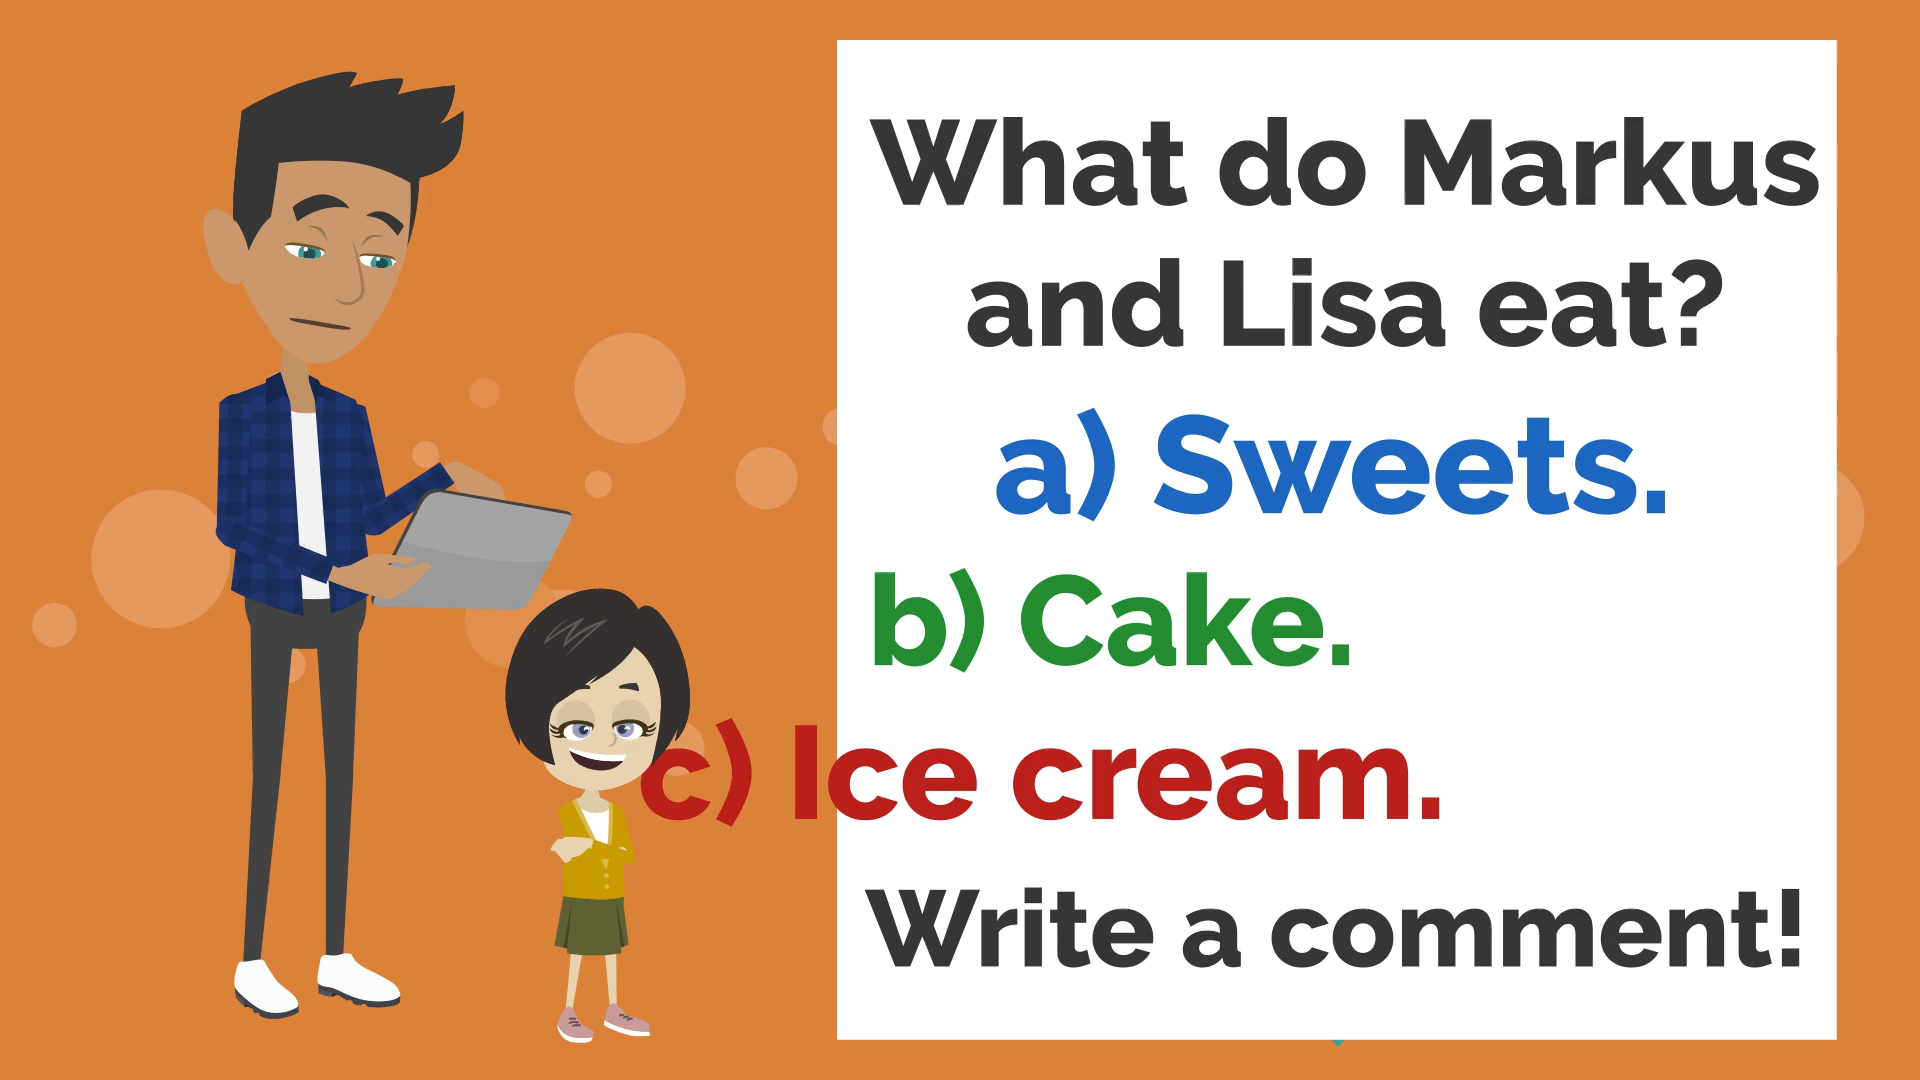 What do Markus
and Lisa eat?
a) Sweets.
b) Cake.
c) Ice cream.
Write a comment!